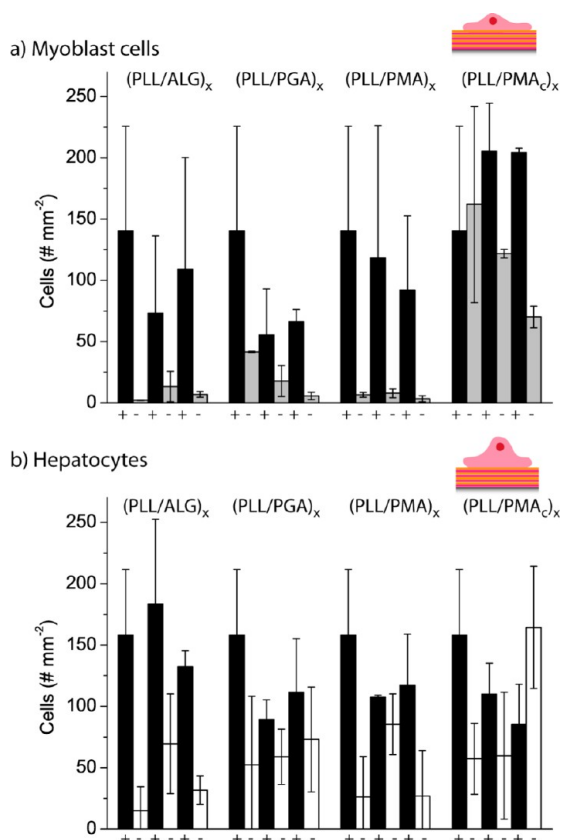 a) Myoblast cells
(PLL/ALG)x (PLL/PGA)x (PLL/PMA)x (PLL/PMAc)x
250
200
150
100
50
0
Cells (# mm-2)
+ - + - + - + - + - + - + - + - + - + - + - + -
b) Hepatocytes
(PLL/ALG)x (PLL/PGA)x (PLL/PMA)x (PLL/PMAc)x
250
200
150
100
50
0
Cells (# mm-2)
+ - + - + - + - + - + - + - + - + - + - + - + -